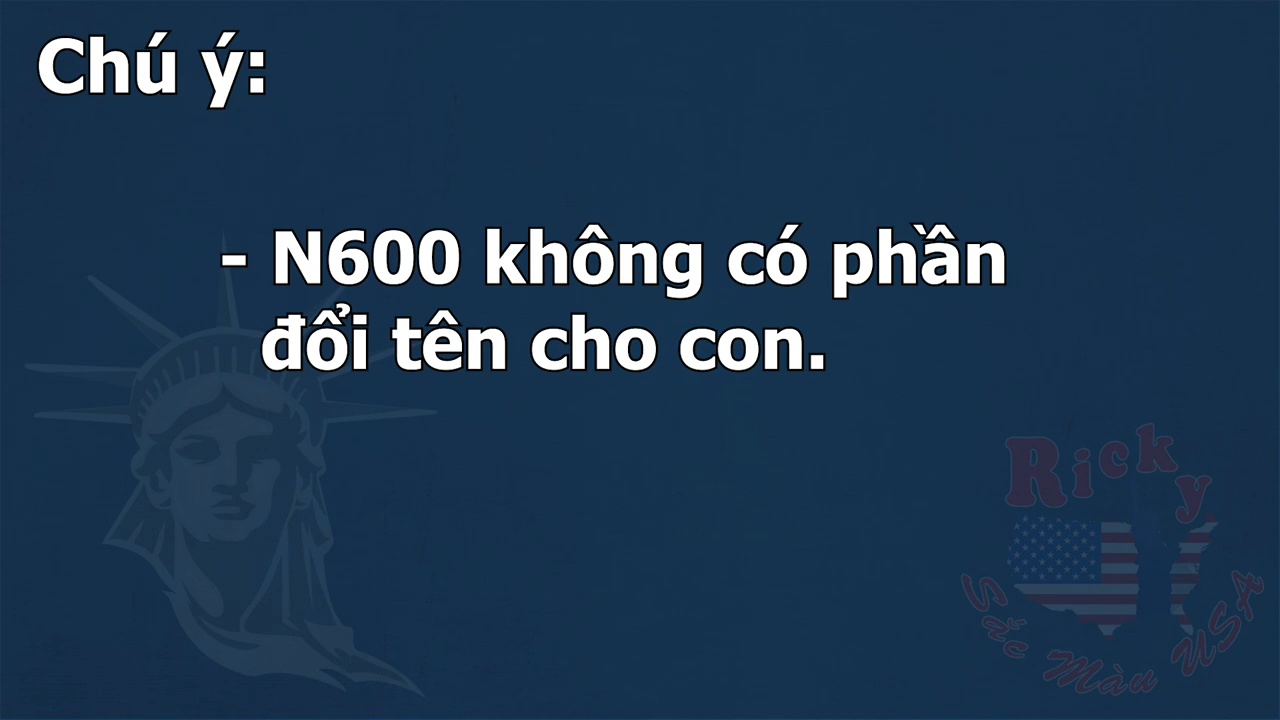 Chú ý:
- N600 không có phần
đổi tên cho con.
Ricky
Sắc Màu USA